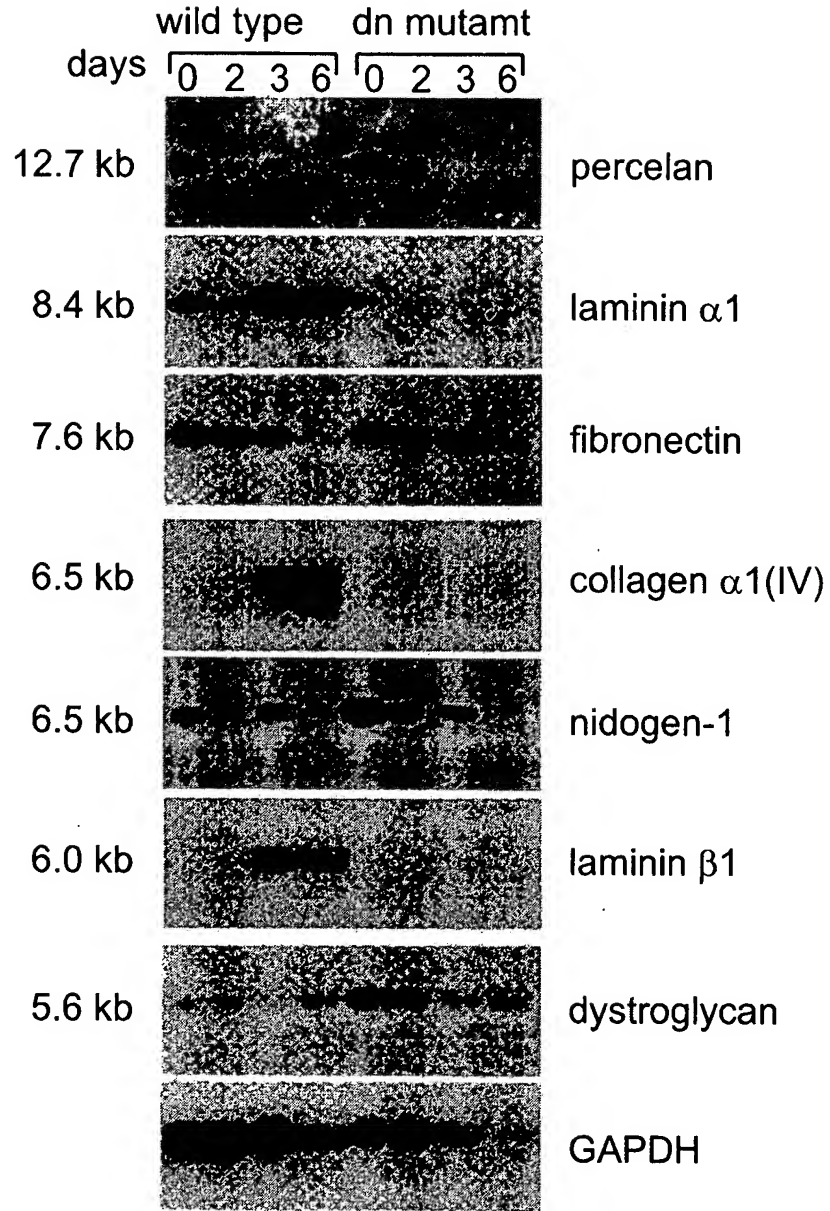 wild type dn mutamt
days 0 2 3 6 0 2 3 6
12.7 kb percelan
8.4 kb laminin α1
7.6 kb fibronectin
6.5 kb collagen α1(IV)
6.5 kb nidogen-1
6.0 kb laminin β1
5.6 kb dystroglycan
GAPDH